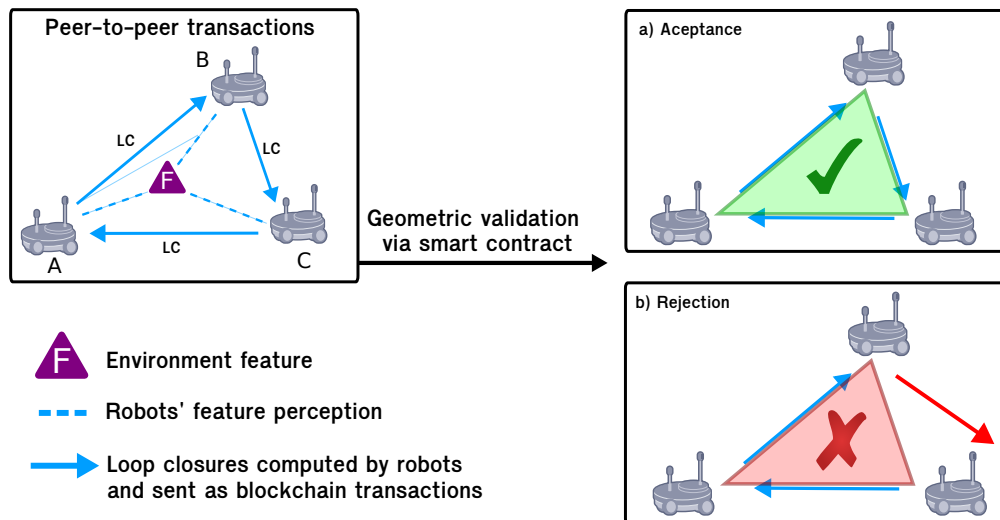 Peer-to-peer transactions
B
LC
LC
F
A
LC
C
Geometric validation
via smart contract
a) Aceptance
b) Rejection
F
Environment feature
Robots' feature perception
Loop closures computed by robots
and sent as blockchain transactions